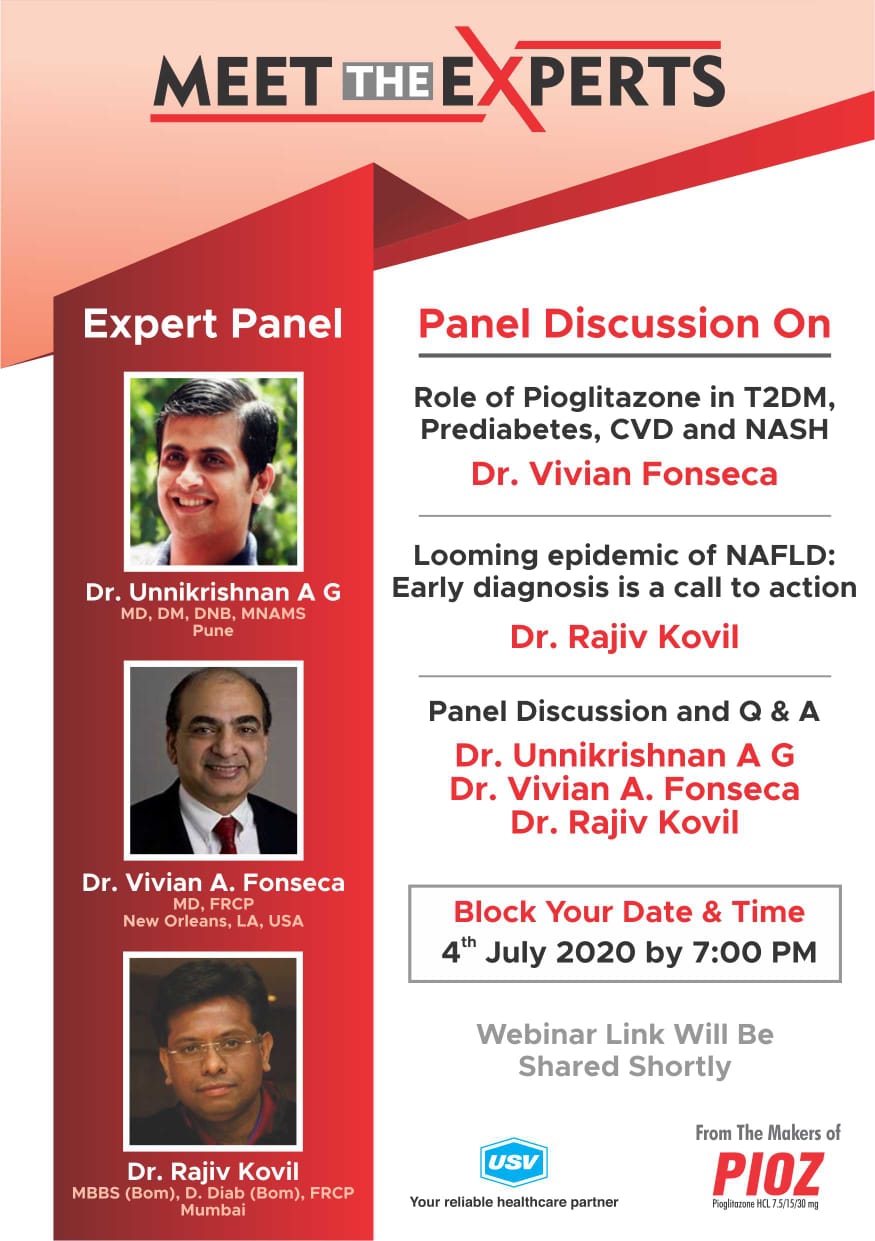 MEET THE EXPERTS
Expert Panel
Dr. Unnikrishnan A G
MD, DM, DNB, MNAMS
Pune
Dr. Vivian A. Fonseca
MD, FRCP
New Orleans, LA, USA
Dr. Rajiv Kovil
MBBS (Bom), D. Diab (Bom), FRCP
Mumbai
Panel Discussion On
Role of Pioglitazone in T2DM,
Prediabetes, CVD and NASH
Dr. Vivian Fonseca
Looming epidemic of NAFLD:
Early diagnosis is a call to action
Dr. Rajiv Kovil
Panel Discussion and Q & A
Dr. Unnikrishnan A G
Dr. Vivian A. Fonseca
Dr. Rajiv Kovil
Block Your Date & Time
4th July 2020 by 7:00 PM
Webinar Link Will Be
Shared Shortly
USV
Your reliable healthcare partner
From The Makers of
PIOZ
Pioglitazone HCL 7.5/15/30 mg